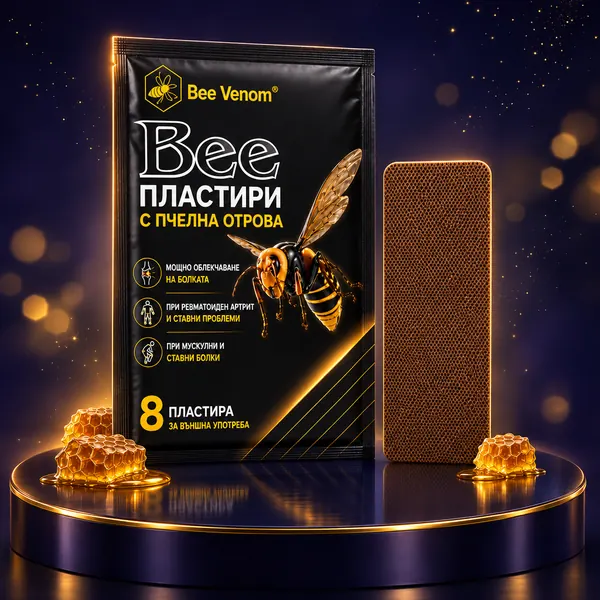 Bee Venom®
Bee
ПЛАСТИРИ
С ПЧЕЛНА ОТРОВА
МОЩНО ОБЛЕКЧАВАНЕ
НА БОЛКАТА
ПРИ РЕВМАТОИДЕН АРТРИТ
И СТАВНИ ПРОБЛЕМИ
ПРИ МУСКУЛНИ И
СТАВНИ БОЛКИ
8 ПЛАСТИРА
ЗА ВЪНШНА УПОТРЕБА